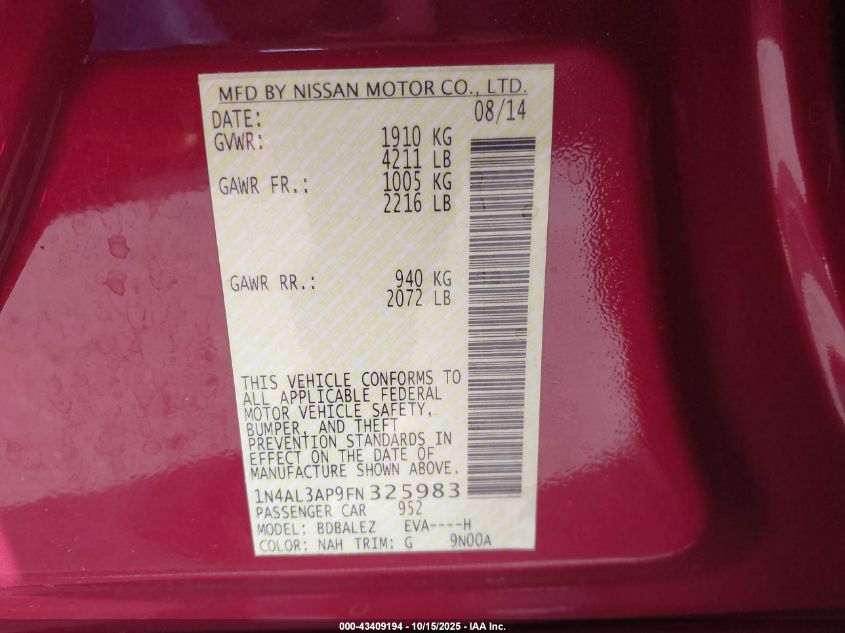 MFD BY NISSAN MOTOR CO., LTD.
DATE: 08/14
GVWR: 1910 KG
4211 LB
GAWR FR.: 1005 KG
2216 LB
GAWR RR.: 940 KG
2072 LB
THIS VEHICLE CONFORMS TO
ALL APPLICABLE FEDERAL
MOTOR VEHICLE SAFETY,
BUMPER, AND THEFT
PREVENTION STANDARDS IN
EFFECT ON THE DATE OF
MANUFACTURE SHOWN ABOVE.
1N4AL3AP9FN325983
PASSENGER CAR 952
MODEL: BDBALEZ EVA----H
COLOR: NAH TRIM: G 9N00A
000-43409194 - 10/15/2025 - IAA Inc.